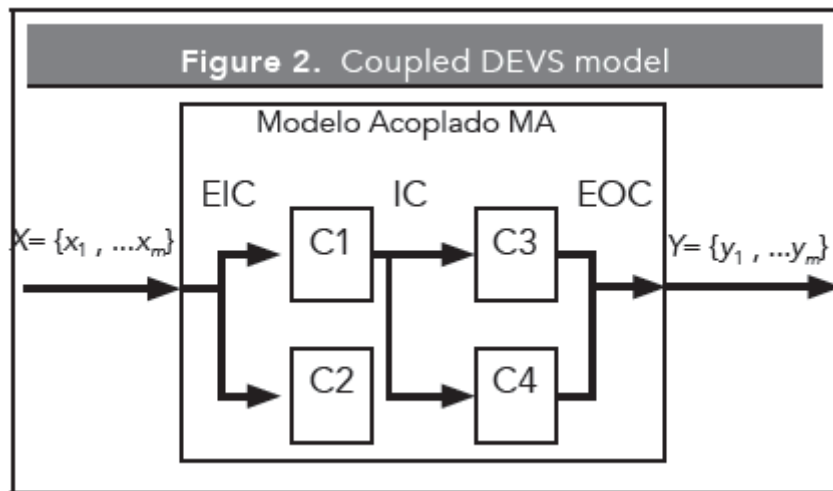 Figure 2. Coupled DEVS model
Modelo Acoplado MA
EIC IC EOC
X= {x₁ , ...xₘ}
C1 C3
Y= {y₁ , ...yₘ}
C2 C4